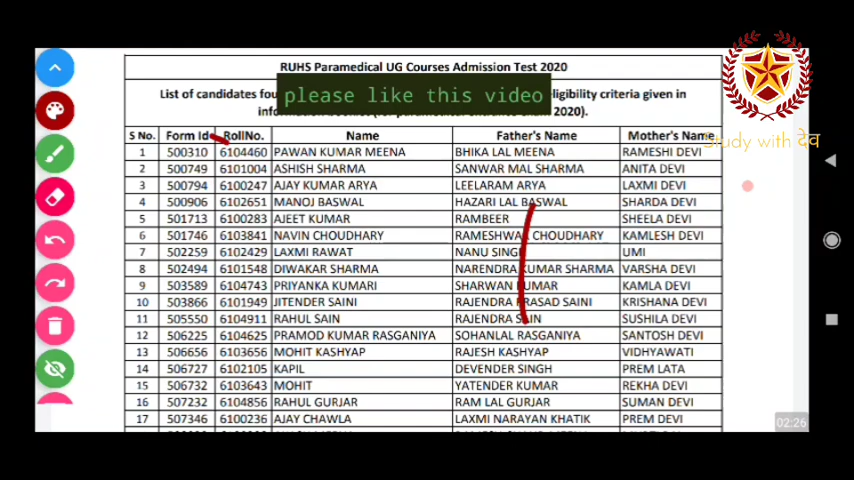 RUHS Paramedical UG Courses Admission Test 2020
List of candidates fou
eligibility criteria given in
please like this video
2020).
S No. Form Id RollNo. Name Father's Name Mother's Name
Study with देव
1 500310 6104460 PAWAN KUMAR MEENA BHIKA LAL MEENA RAMESHI DEVI
2 500749 6101004 ASHISH SHARMA SANWAR MAL SHARMA ANITA DEVI
3 500794 6100247 AJAY KUMAR ARYA LEELARAM ARYA LAXMI DEVI
4 500906 6102651 MANOJ BASWAL HAZARI LAL BASWAL SHARDA DEVI
5 501713 6100283 AJEET KUMAR RAMBEER SHEELA DEVI
6 501746 6103841 NAVIN CHOUDHARY RAMESHWAR CHOUDHARY KAMLESH DEVI
7 502259 6102429 LAXMI RAWAT NANU SINGH UMI
8 502494 6101548 DIWAKAR SHARMA NARENDRA KUMAR SHARMA VARSHA DEVI
9 503589 6104743 PRIYANKA KUMARI SHARWAN KUMAR KAMLA DEVI
10 503866 6101949 JITENDER SAINI RAJENDRA PRASAD SAINI KRISHANA DEVI
11 505550 6104911 RAHUL SAIN RAJENDRA SAIN SUSHILA DEVI
12 506225 6104625 PRAMOD KUMAR RASGANIYA SOHANLAL RASGANIYA SANTOSH DEVI
13 506656 6103656 MOHIT KASHYAP RAJESH KASHYAP VIDHYAWATI
14 506727 6102105 KAPIL DEVENDER SINGH PREM LATA
15 506732 6103643 MOHIT YATENDER KUMAR REKHA DEVI
16 507232 6104856 RAHUL GURJAR RAM LAL GURJAR SUMAN DEVI
17 507346 6100236 AJAY CHAWLA LAXMI NARAYAN KHATIK PREM DEVI
02:26